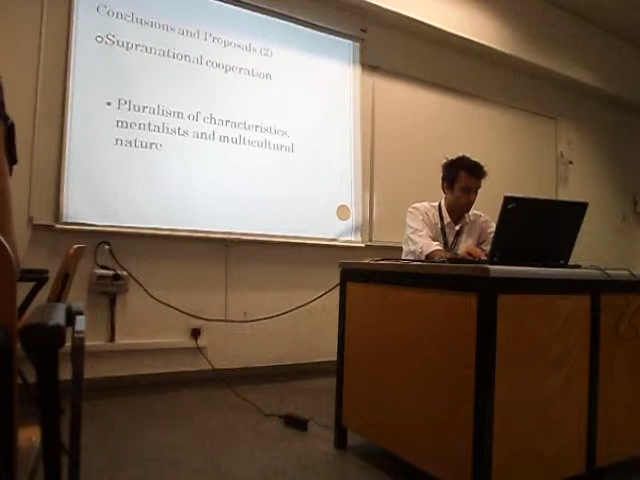 Conclusions and Proposals (2)
Supranational cooperation
• Pluralism of characteristics,
mentalists and multicultural
nature